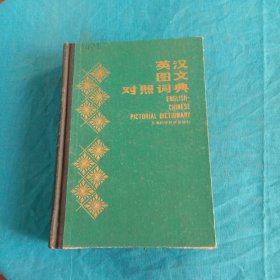 英汉
图文
对照词典
ENGLISH-
CHINESE
PICTORIAL DICTIONARY